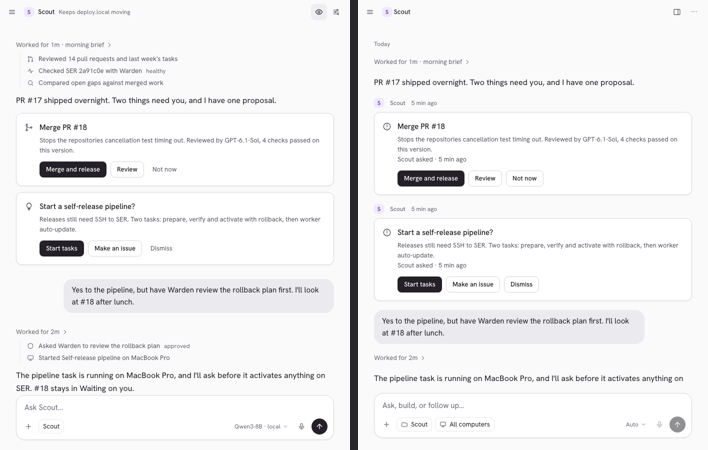 Scout Keeps deploy.local moving
Worked for 1m · morning brief
Reviewed 14 pull requests and last week's tasks
Checked SER 2a91c0e with Warden healthy
Compared open gaps against merged work
PR #17 shipped overnight. Two things need you, and I have one proposal.
Merge PR #18
Stops the repositories cancellation test timing out. Reviewed by GPT-6.1-Sol, 4 checks passed on
this version.
Merge and release Review Not now
Start a self-release pipeline?
Releases still need SSH to SER. Two tasks: prepare, verify and activate with rollback, then worker
auto-update.
Start tasks Make an issue Dismiss
Yes to the pipeline, but have Warden review the rollback plan first. I'll look
at #18 after lunch.
Worked for 2m
Asked Warden to review the rollback plan approved
Started Self-release pipeline on MacBook Pro
The pipeline task is running on MacBook Pro, and I'll ask before it activates anything on
SER. #18 stays in Waiting on you.
Ask Scout...
Scout Qwen3-8B · local
S Scout
Today
Worked for 1m · morning brief
PR #17 shipped overnight. Two things need you, and I have one proposal.
S Scout 5 min ago
Merge PR #18
Stops the repositories cancellation test timing out. Reviewed by GPT-6.1-Sol, 4 checks passed on
this version.
Scout asked · 5 min ago
Merge and release Review Not now
S Scout 5 min ago
Start a self-release pipeline?
Releases still need SSH to SER. Two tasks: prepare, verify and activate with rollback, then worker
auto-update.
Scout asked · 5 min ago
Start tasks Make an issue Dismiss
Yes to the pipeline, but have Warden review the rollback plan first. I'll look
at #18 after lunch.
Worked for 2m
The pipeline task is running on MacBook Pro, and I'll ask before it activates anything on
Ask, build, or follow up...
Scout All computers Auto